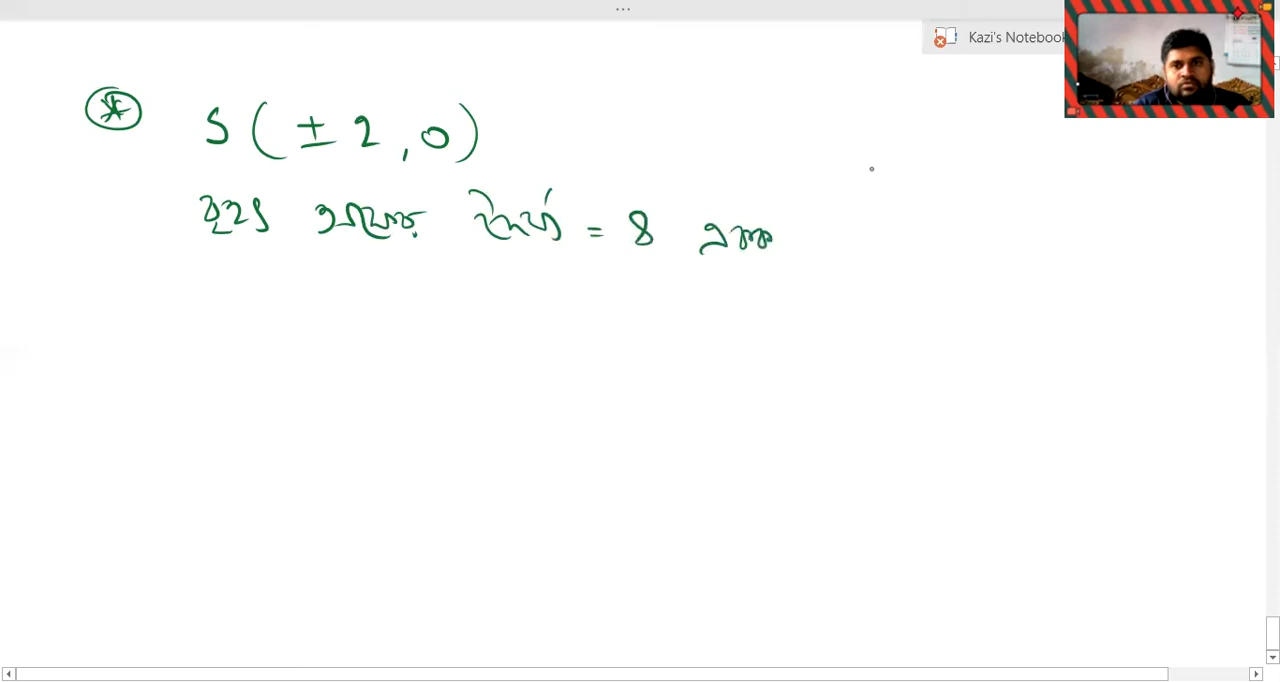 ...
Kazi's Notebook
S ( ± 2 , 0 )
বৃহৎ অক্ষের দৈর্ঘ্য = 8 একক